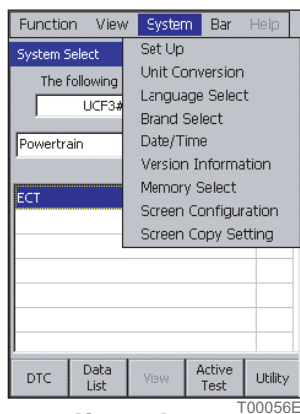 Function View System Bar Help
System Select
The following
UCF3#
Powertrain
ECT
Set Up
Unit Conversion
Language Select
Brand Select
Date/Time
Version Information
Memory Select
Screen Configuration
Screen Copy Setting
DTC
Data List
View
Active Test
Utility
T00056E